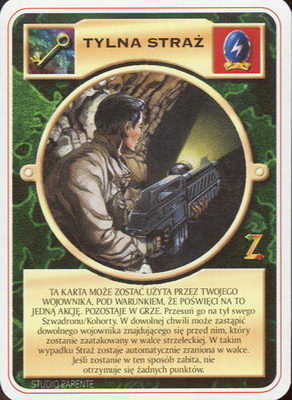 TYLNA STRAŻ
Z
TA KARTA MOŻE ZOSTAĆ UŻYTA PRZEZ TWOJEGO
WOJOWNIKA, POD WARUNKIEM, ŻE POŚWIĘCI NA TO
JEDNĄ AKCJĘ. POZOSTAJE W GRZE. Przesuń go na tył swego
Szwadronu/Kohorty. W dowolnej chwili może zastąpić
dowolnego wojownika znajdującego się przed nim, który
zostanie zaatakowany w walce strzeleckiej. W takim
wypadku Straż zostaje automatycznie zraniona w walce.
Jeśli zostanie w ten sposób zabita, nie
otrzymuje się żadnych punktów.
STUDIO PARENTE